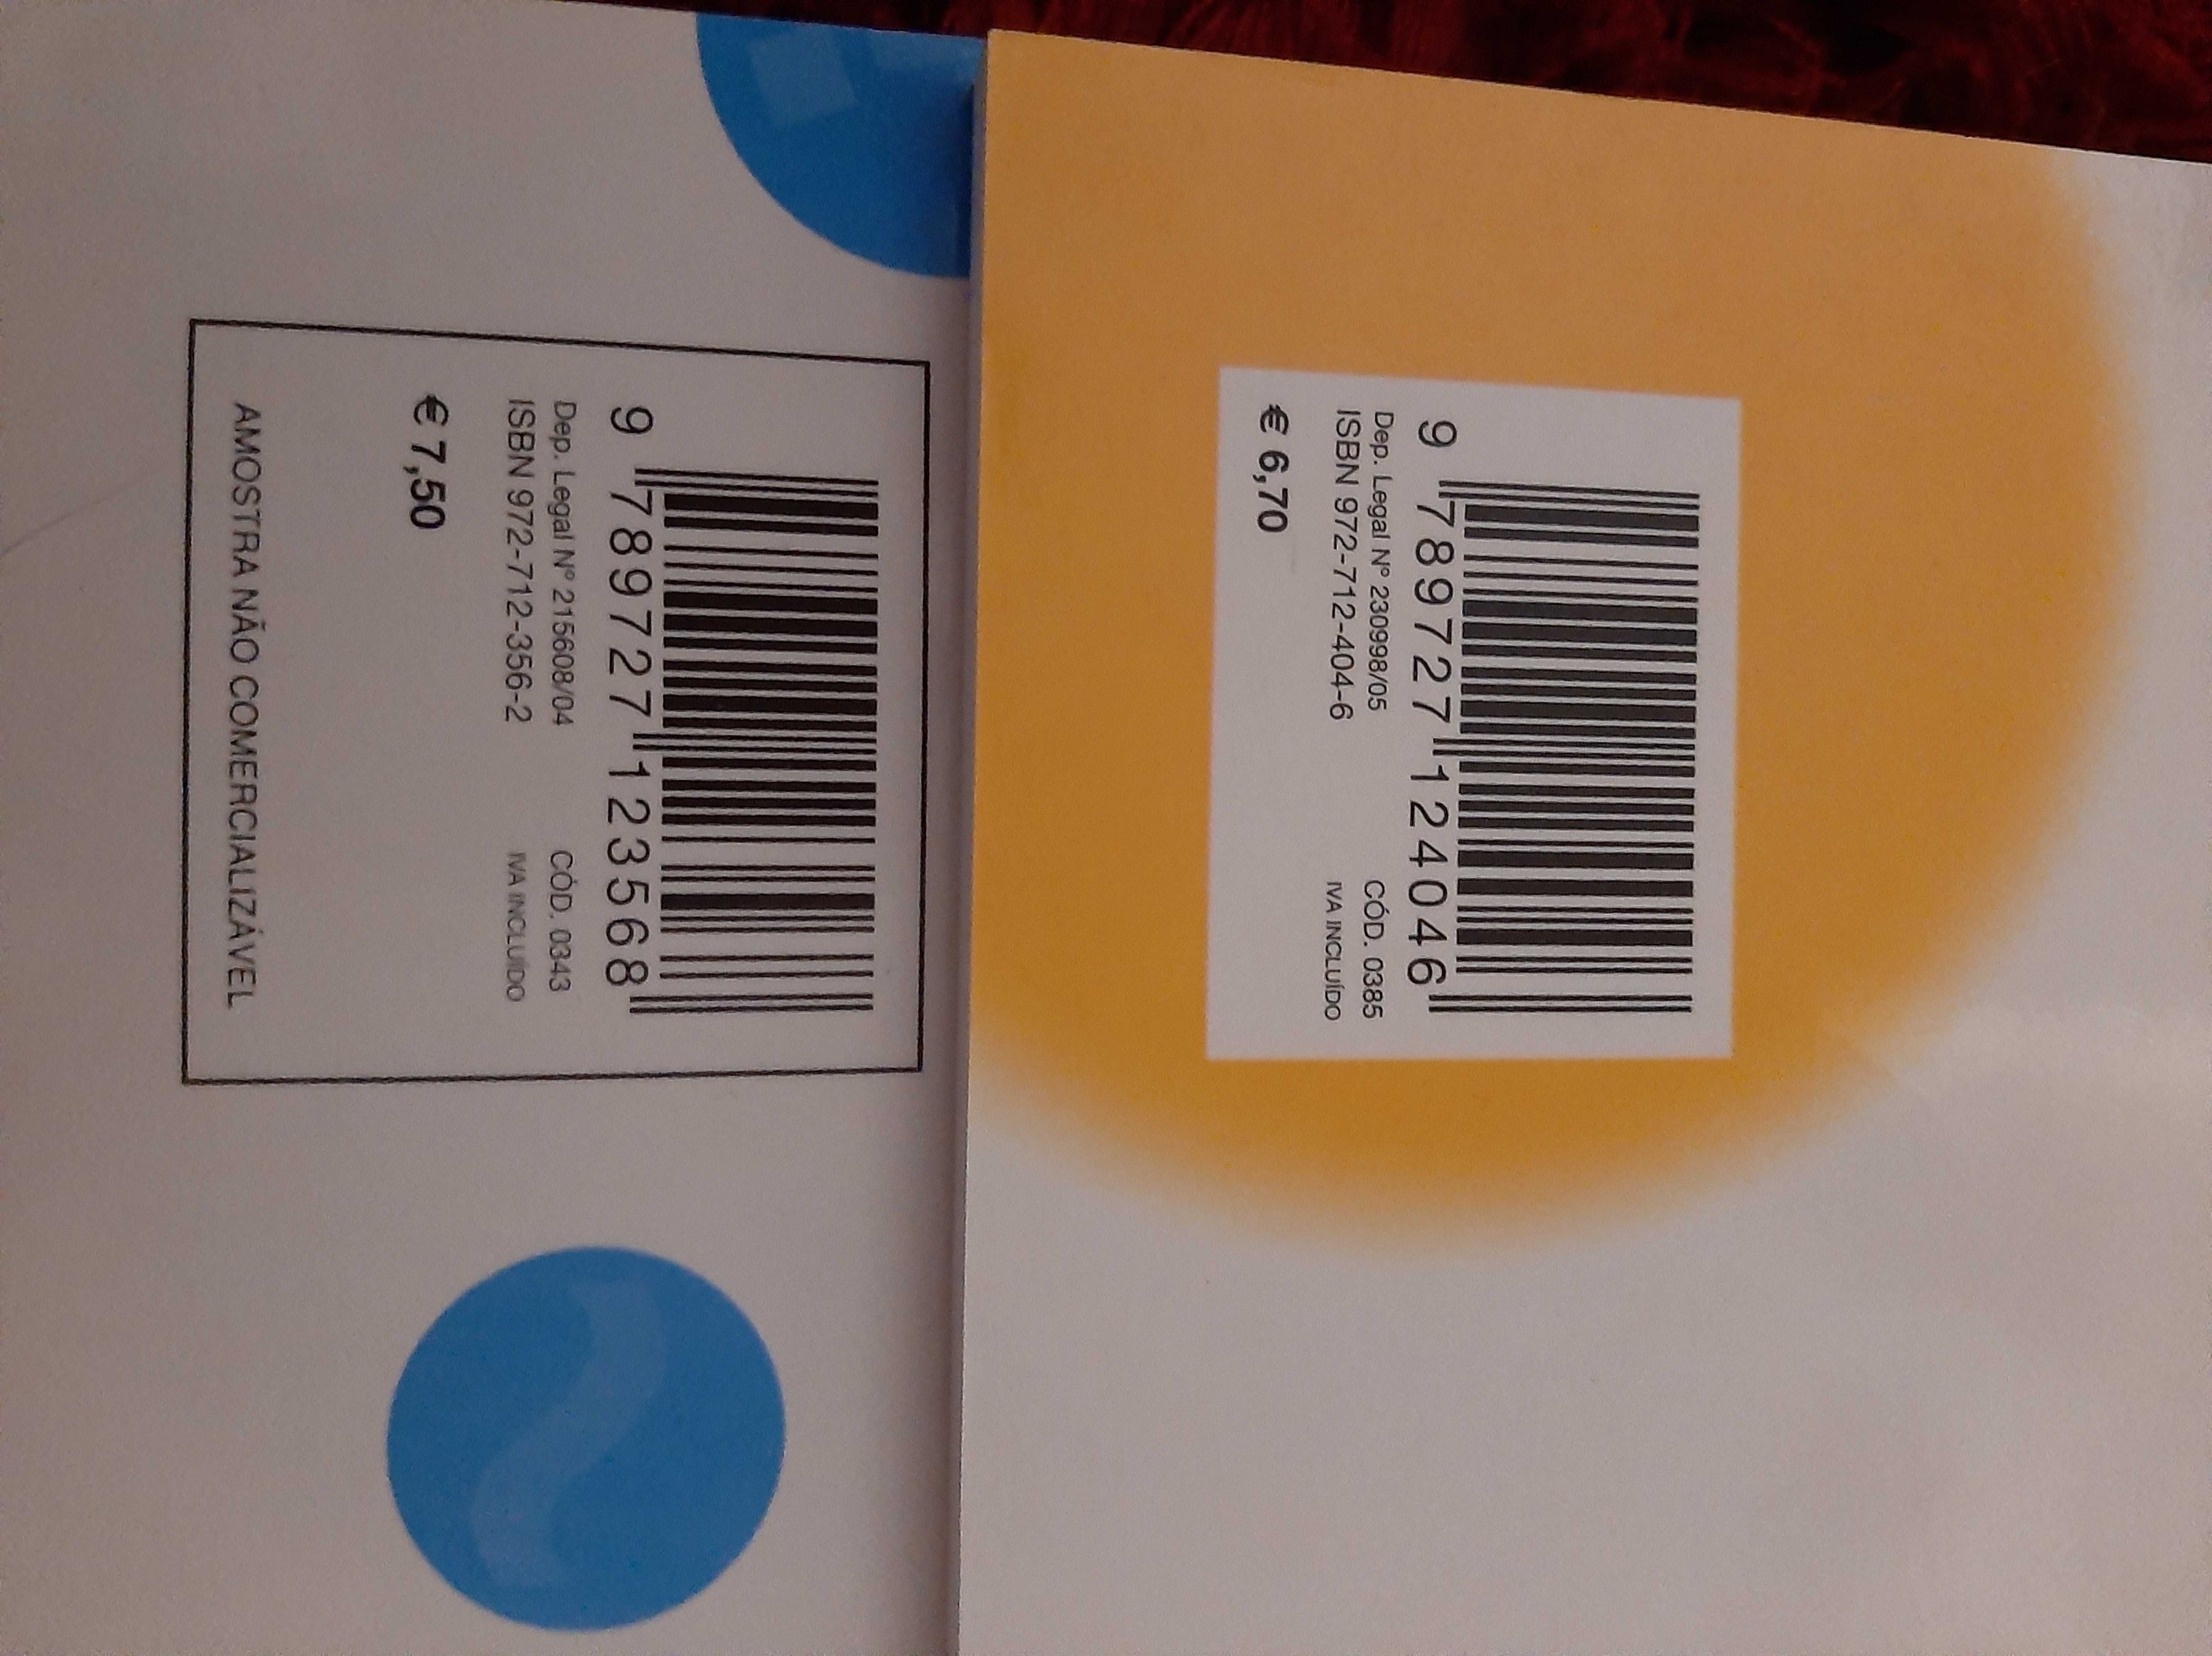 9 789727 123568
Dep. Legal Nº 215608/04 CÓD. 0343
ISBN 972-712-356-2 IVA INCLUÍDO
€ 7,50
AMOSTRA NÃO COMERCIALIZÁVEL
9 789727 124046
Dep. Legal Nº 230998/05 CÓD. 0385
ISBN 972-712-404-6 IVA INCLUÍDO
€ 6,70